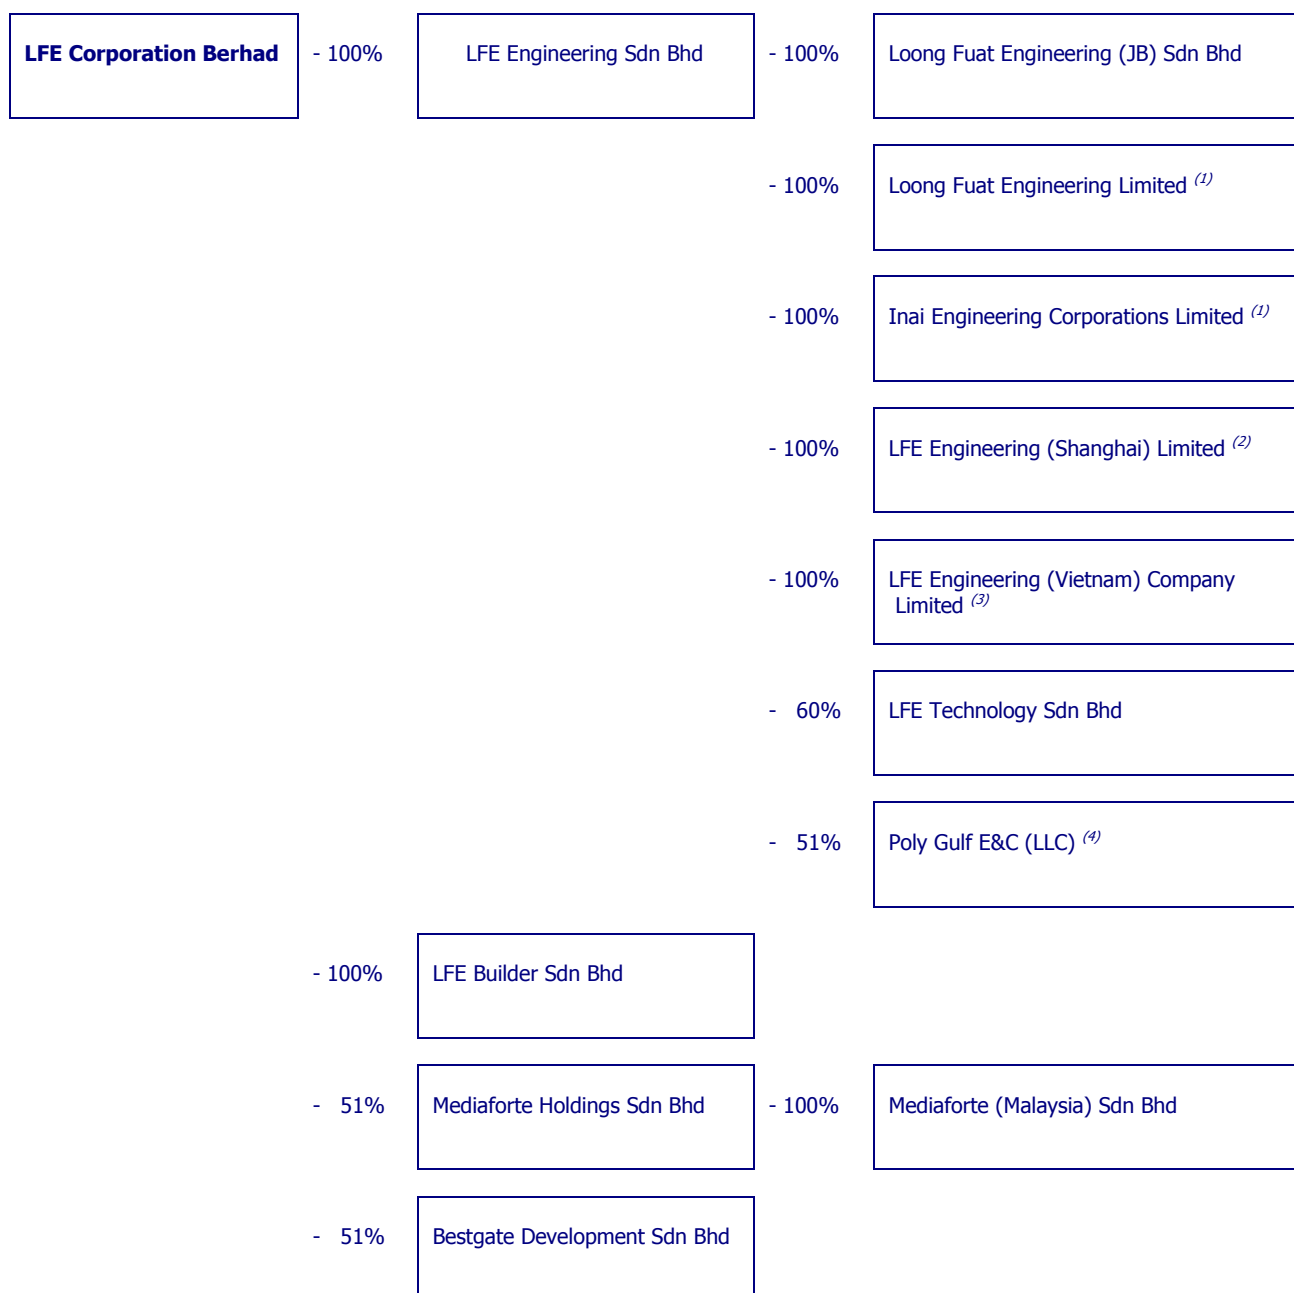 LFE Corporation Berhad - 100% LFE Engineering Sdn Bhd - 100% Loong Fuat Engineering (JB) Sdn Bhd
- 100% Loong Fuat Engineering Limited (1)
- 100% Inai Engineering Corporations Limited (1)
- 100% LFE Engineering (Shanghai) Limited (2)
- 100% LFE Engineering (Vietnam) Company
Limited (3)
- 60% LFE Technology Sdn Bhd
- 51% Poly Gulf E&C (LLC) (4)
- 100% LFE Builder Sdn Bhd
- 51% Mediaforte Holdings Sdn Bhd - 100% Mediaforte (Malaysia) Sdn Bhd
- 51% Bestgate Development Sdn Bhd